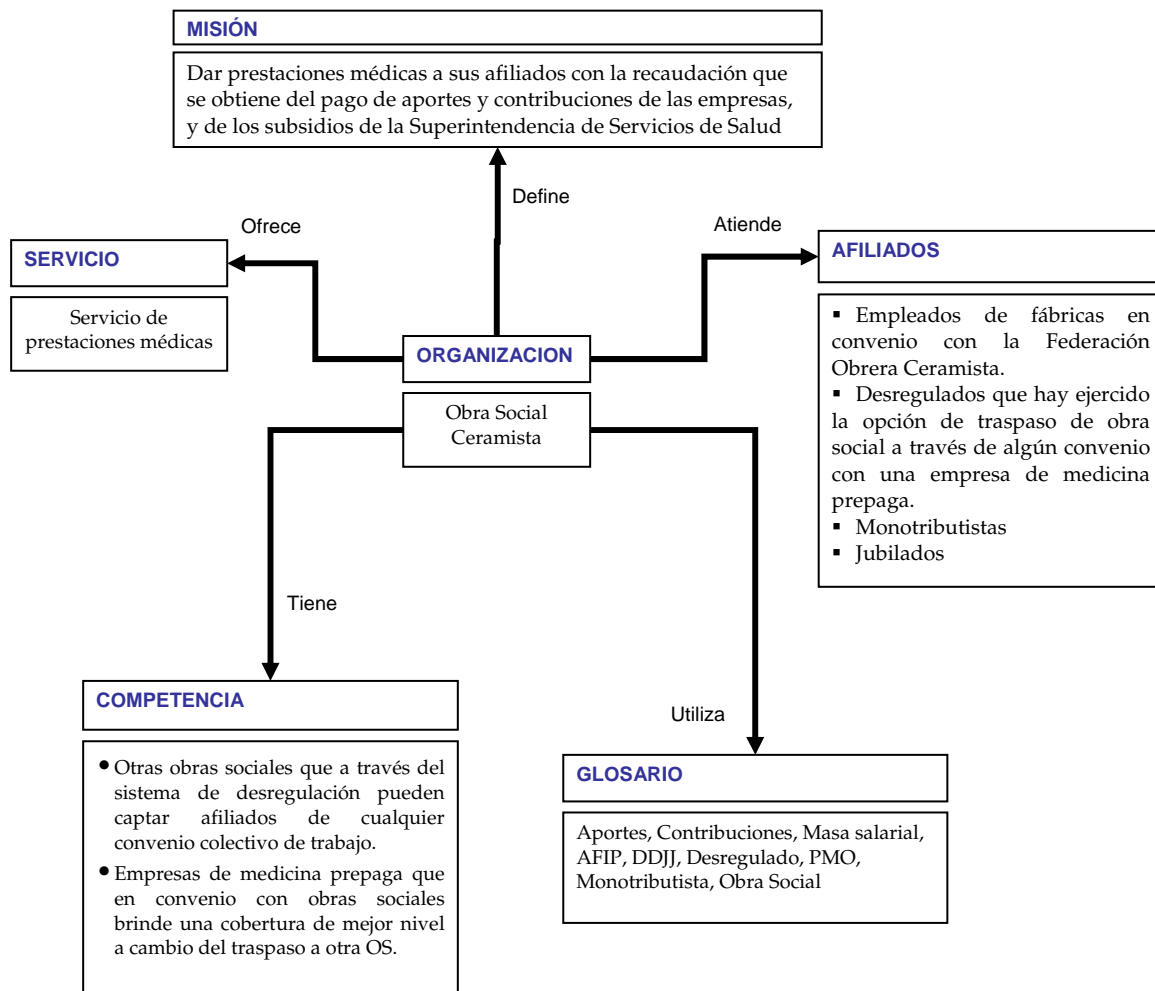 MISIÓN
Dar prestaciones médicas a sus afiliados con la recaudación que
se obtiene del pago de aportes y contribuciones de las empresas,
y de los subsidios de la Superintendencia de Servicios de Salud
Define
Ofrece
Atiende
SERVICIO
Servicio de
prestaciones médicas
AFILIADOS
▪ Empleados de fábricas en
convenio con la Federación
Obrera Ceramista.
▪ Desregulados que hay ejercido
la opción de traspaso de obra
social a través de algún convenio
con una empresa de medicina
prepaga.
▪ Monotributistas
▪ Jubilados
ORGANIZACION
Obra Social
Ceramista
Tiene
Utiliza
COMPETENCIA
• Otras obras sociales que a través del
sistema de desregulación pueden
captar afiliados de cualquier
convenio colectivo de trabajo.
• Empresas de medicina prepaga que
en convenio con obras sociales
brinde una cobertura de mejor nivel
a cambio del traspaso a otra OS.
GLOSARIO
Aportes, Contribuciones, Masa salarial,
AFIP, DDJJ, Desregulado, PMO,
Monotributista, Obra Social